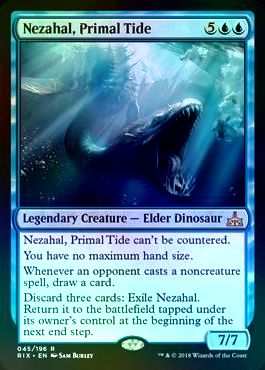 Nezahal, Primal Tide 5
Legendary Creature — Elder Dinosaur
Nezahal, Primal Tide can't be countered.
You have no maximum hand size.
Whenever an opponent casts a noncreature
spell, draw a card.
Discard three cards: Exile Nezahal.
Return it to the battlefield tapped under
its owner's control at the beginning of the
next end step.
7/7
045/196 R
RIX • EN SAM BURLEY
™ & © 2018 Wizards of the Coast